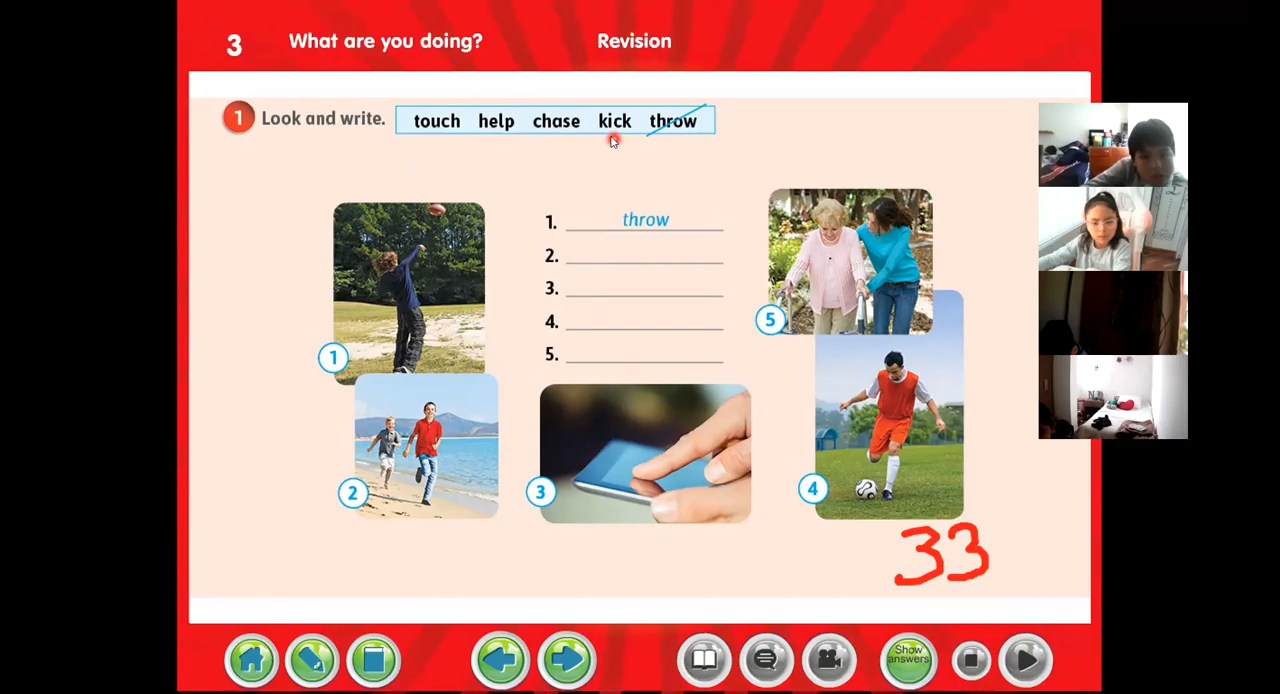 3 What are you doing? Revision
1 Look and write. touch help chase kick throw
1. throw
2.
3.
4.
5.
1
2
3
4
5
33
Show answers